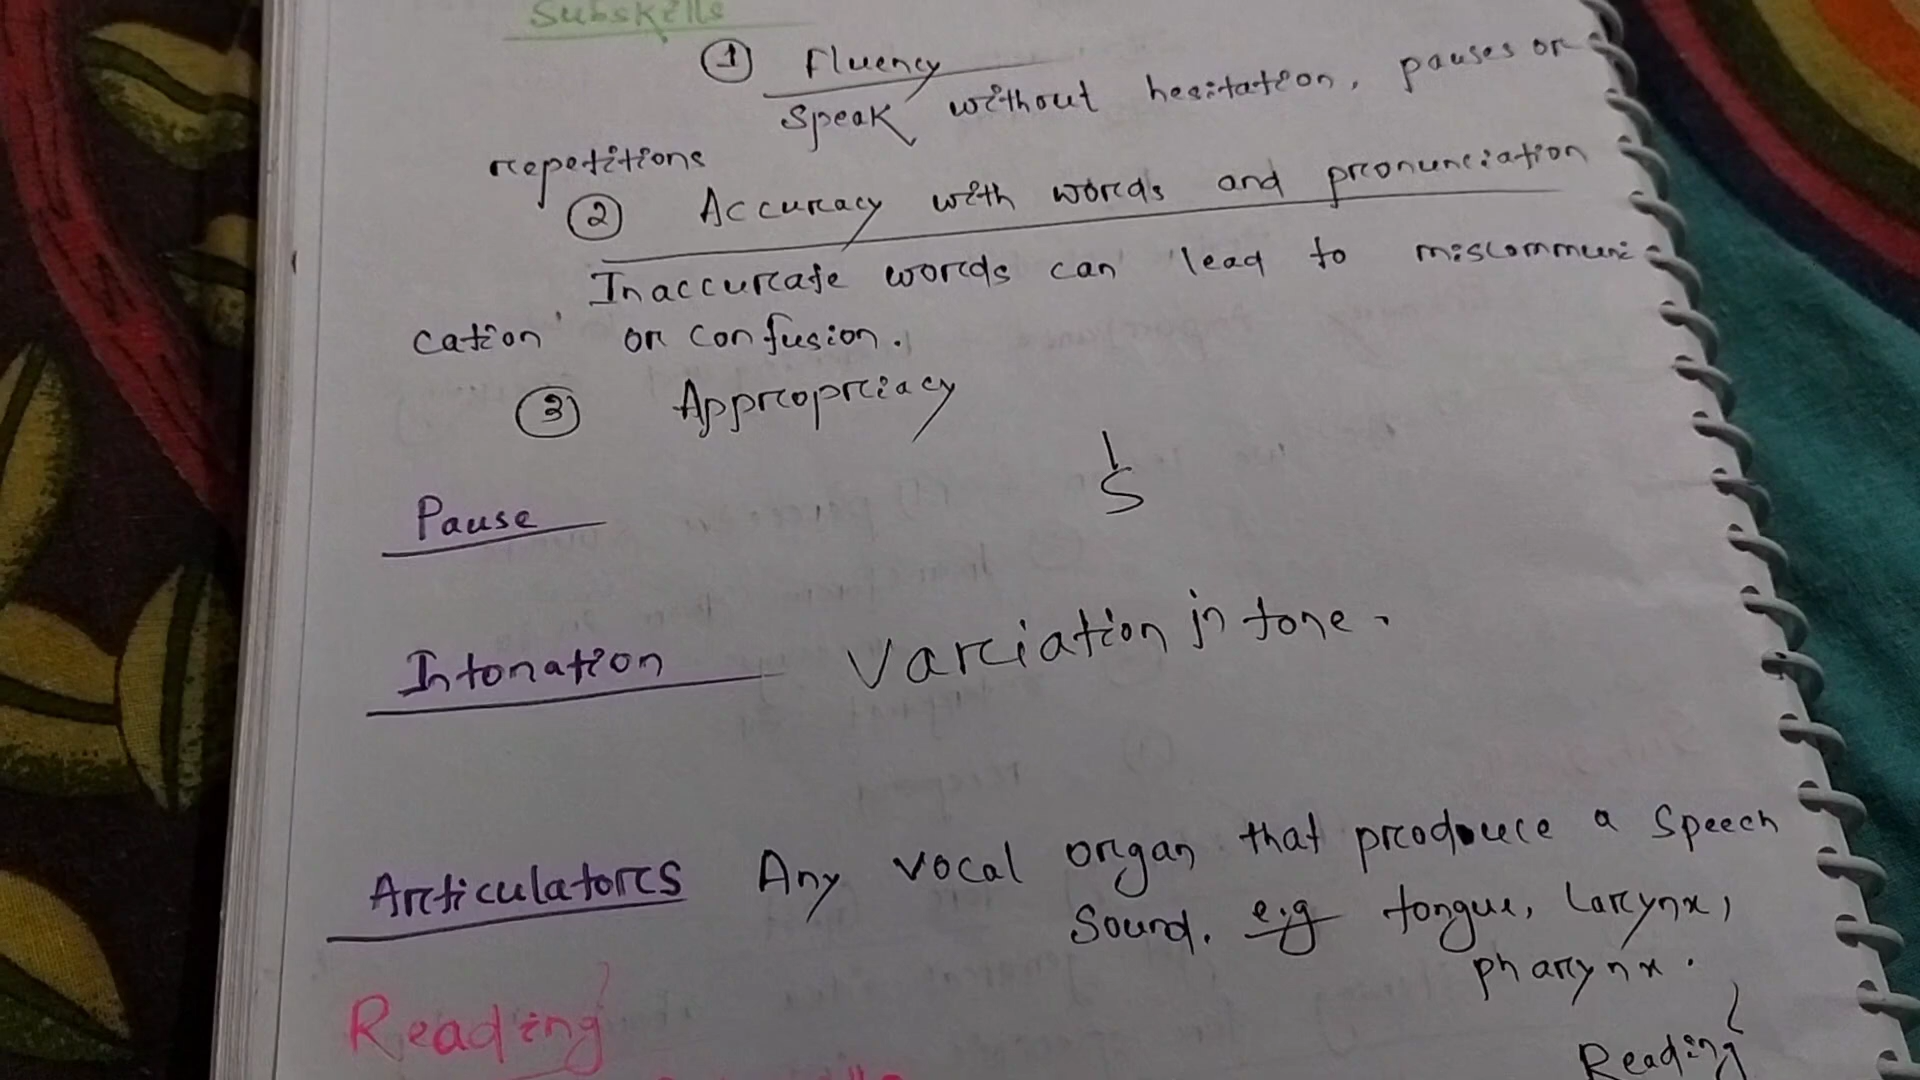 Subskills
① Fluency
Speak without hesitation, pauses or
repetitions
② Accuracy with words and pronunciation
Inaccurate words can lead to miscommuni
cation or confusion.
③ Appropriacy
Pause
Intonation Variation in tone.
Articulators Any vocal organ that produce a speech
sound. e.g tongue, larynx,
pharynx.
Reading
Reading